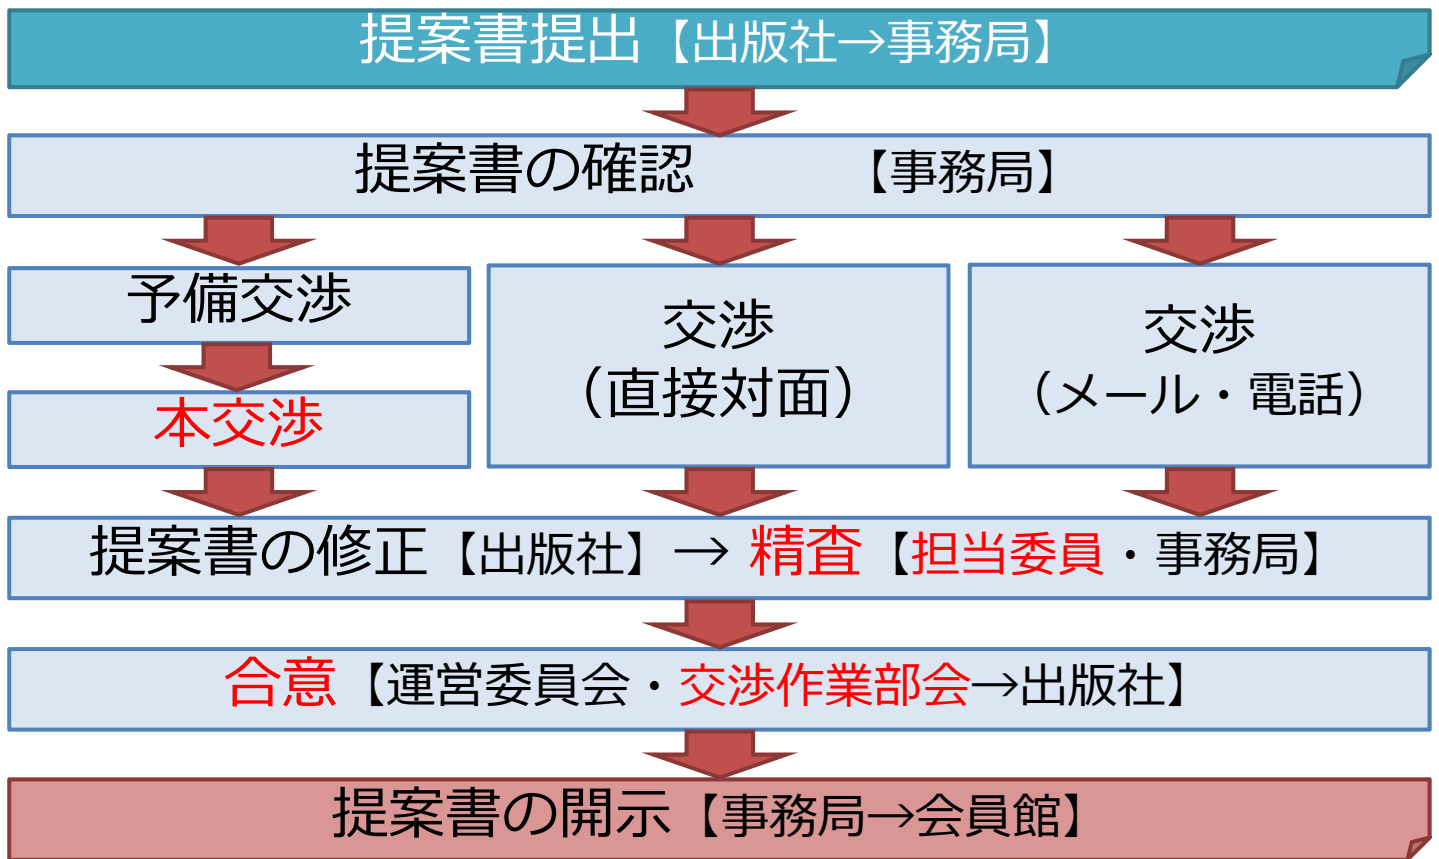 提案書提出【出版社→事務局】
提案書の確認 【事務局】
予備交渉
本交渉
交渉
（直接対面）
交渉
（メール・電話）
提案書の修正【出版社】→ 精査【担当委員・事務局】
合意【運営委員会・交渉作業部会→出版社】
提案書の開示【事務局→会員館】